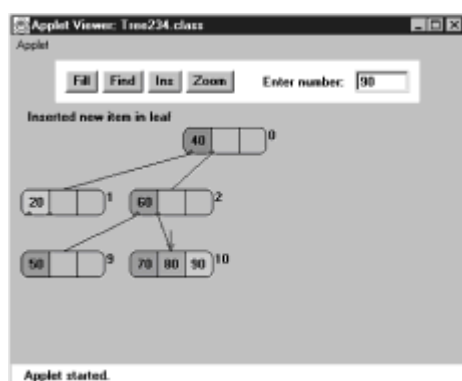 Applet Viewer: Tree234.class
Applet
Fill Find Ins Zoom Enter number: 90
Inserted new item in leaf
40 0
20 1 60 2
50 9 70 80 90 10
Applet started.